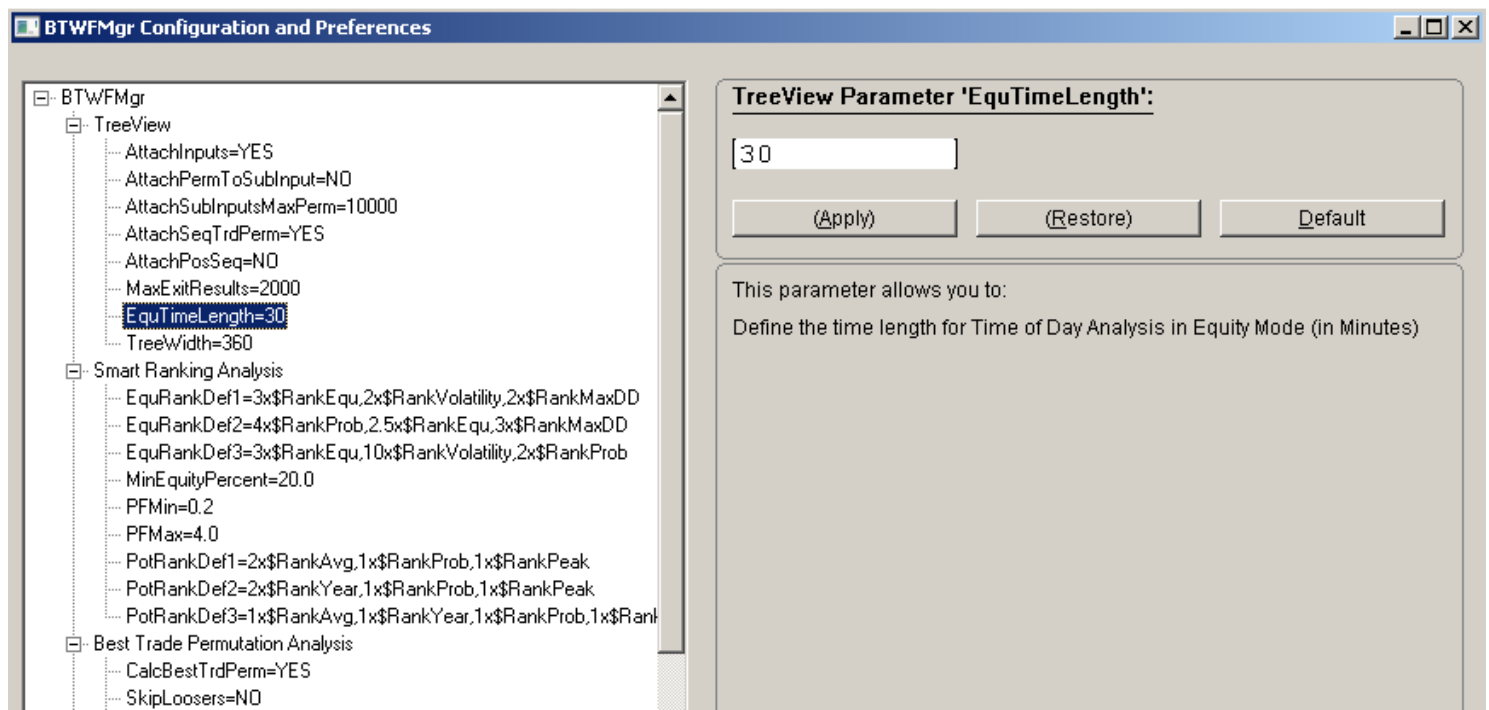 BTWFMgr Configuration and Preferences
BTWFMgr
TreeView
AttachInputs=YES
AttachPermToSubInput=NO
AttachSubInputsMaxPerm=10000
AttachSeqTrdPerm=YES
AttachPosSeq=NO
MaxExitResults=2000
EquTimeLength=30
TreeWidth=360
Smart Ranking Analysis
EquRankDef1=3x$RankEqu,2x$RankVolatility,2x$RankMaxDD
EquRankDef2=4x$RankProb,2.5x$RankEqu,3x$RankMaxDD
EquRankDef3=3x$RankEqu,10x$RankVolatility,2x$RankProb
MinEquityPercent=20.0
PFMin=0.2
PFMax=4.0
PotRankDef1=2x$RankAvg,1x$RankProb,1x$RankPeak
PotRankDef2=2x$RankYear,1x$RankProb,1x$RankPeak
PotRankDef3=1x$RankAvg,1x$RankYear,1x$RankProb,1x$Rank
Best Trade Permutation Analysis
CalcBestTrdPerm=YES
SkipLoosers=NO
TreeView Parameter 'EquTimeLength':
30
(Apply) (Restore) Default
This parameter allows you to:
Define the time length for Time of Day Analysis in Equity Mode (in Minutes)